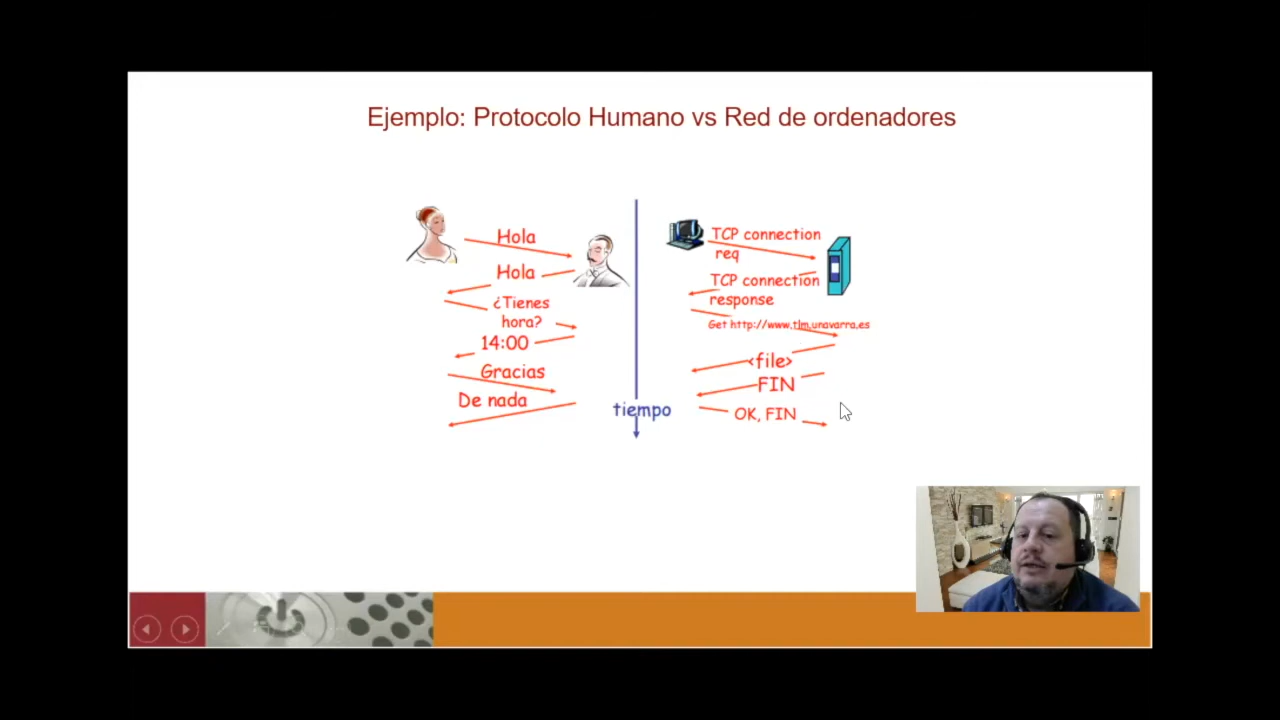 Ejemplo: Protocolo Humano vs Red de ordenadores
Hola
Hola
¿Tienes
hora?
14:00
Gracias
De nada
tiempo
TCP connection
req
TCP connection
response
Get http://www.tlm.unavarra.es
<file>
FIN
OK, FIN